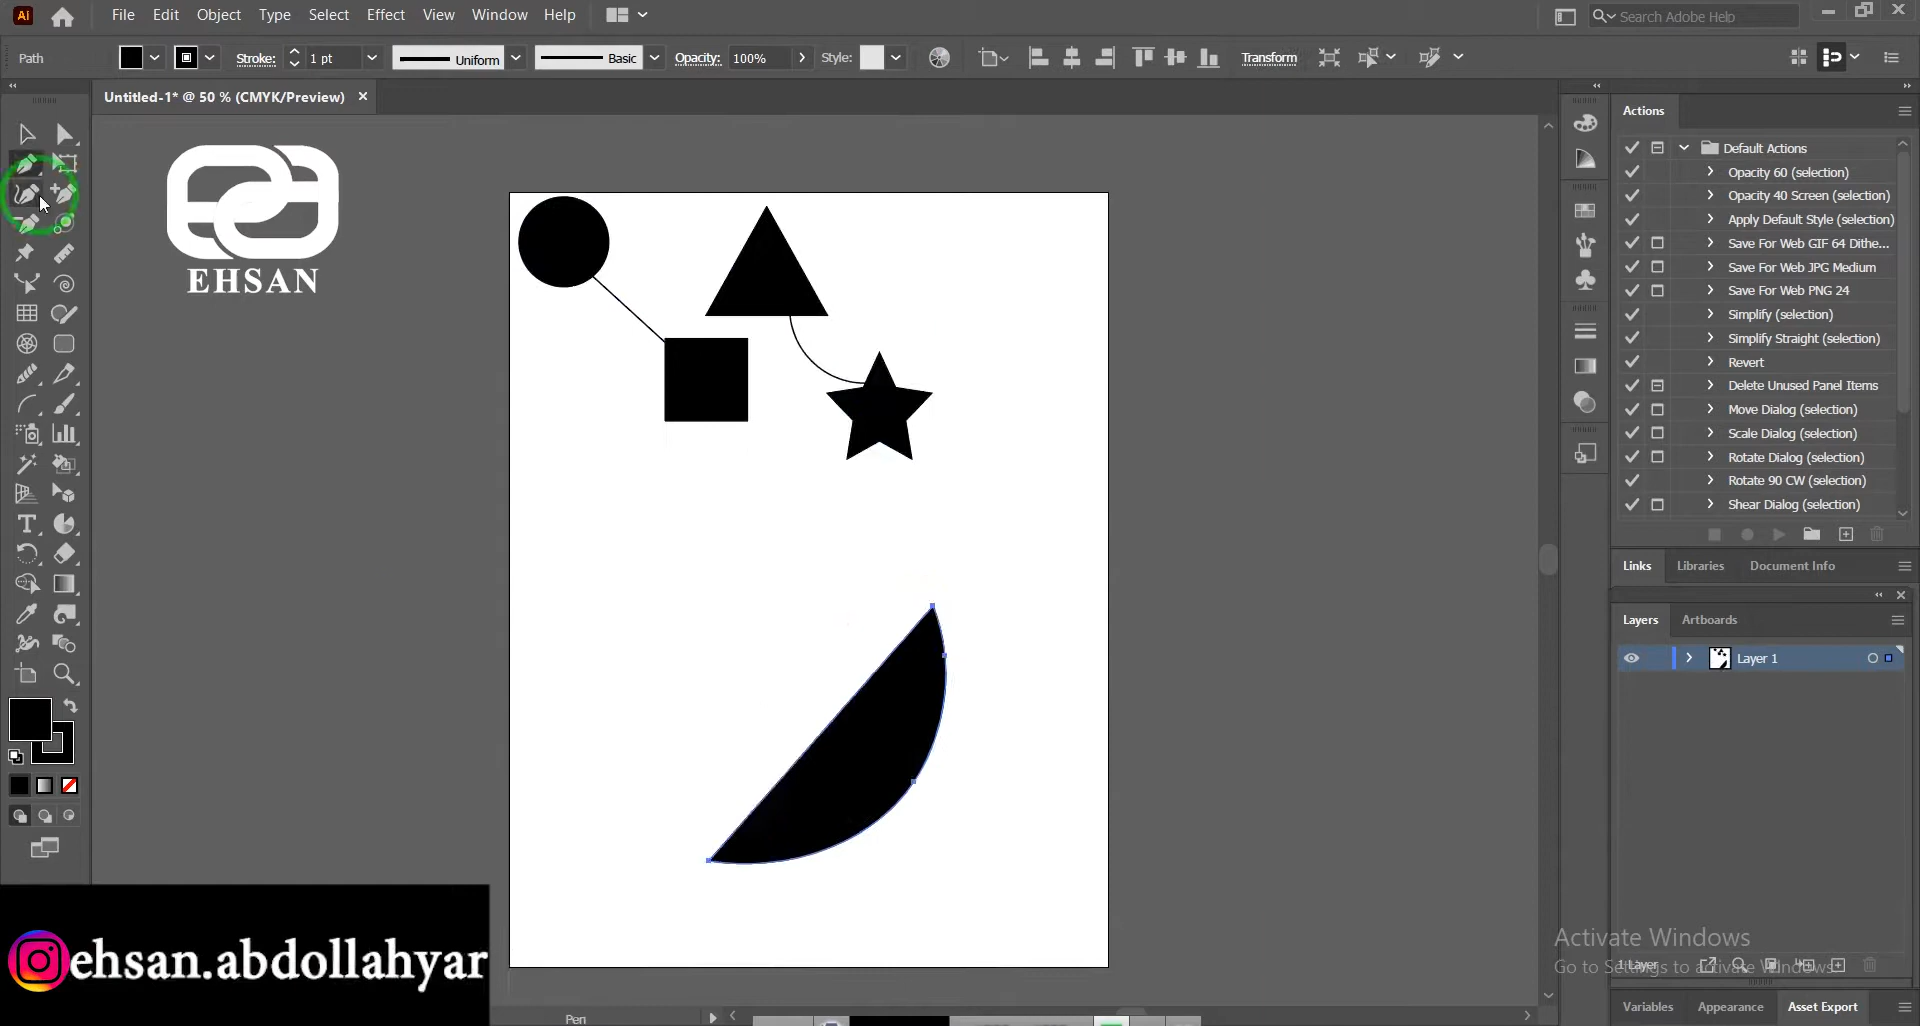 Ai File Edit Object Type Select Effect View Window Help Search Adobe Help
Path Stroke: 1 pt Uniform Basic Opacity: 100% Style: Transform
Untitled-1* @ 50 % (CMYK/Preview)
EHSAN
Actions
Default Actions
Opacity 60 (selection)
Opacity 40 Screen (selection)
Apply Default Style (selection)
Save For Web GIF 64 Dithe...
Save For Web JPG Medium
Save For Web PNG 24
Simplify (selection)
Simplify Straight (selection)
Revert
Delete Unused Panel Items
Move Dialog (selection)
Scale Dialog (selection)
Rotate Dialog (selection)
Rotate 90 CW (selection)
Shear Dialog (selection)
Links Libraries Document Info
Layers Artboards
Layer 1
Activate Windows
Go to Settings to activate Windows.
1 Layer
Variables Appearance Asset Export
ehsan.abdollahyar
Pen